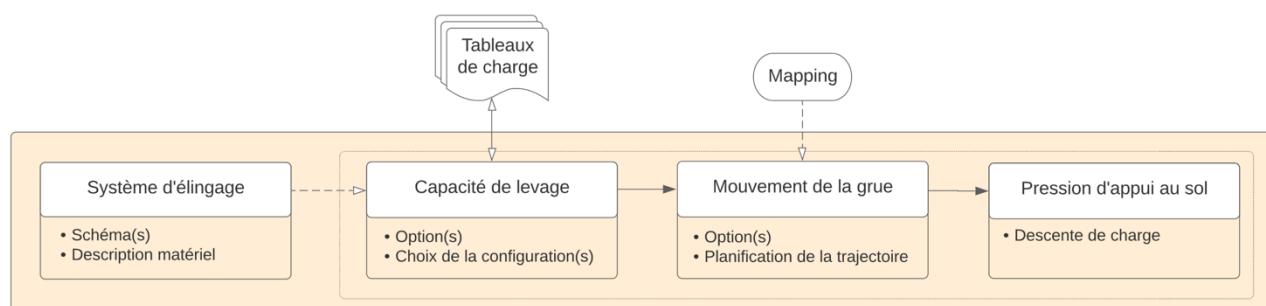 Tableaux
de charge
Mapping
Système d'élingage
• Schéma(s)
• Description matériel
Capacité de levage
• Option(s)
• Choix de la configuration(s)
Mouvement de la grue
• Option(s)
• Planification de la trajectoire
Pression d'appui au sol
• Descente de charge